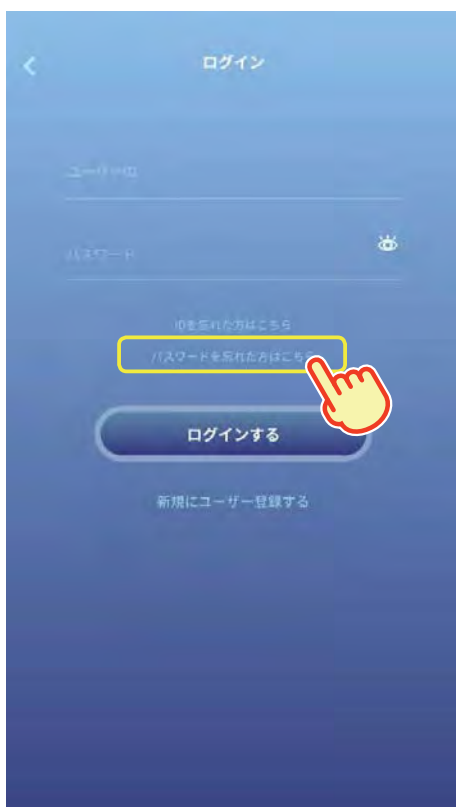 ログイン
ユーザーID
パスワード
IDを忘れた方はこちら
パスワードを忘れた方はこちら
ログインする
新規にユーザー登録する